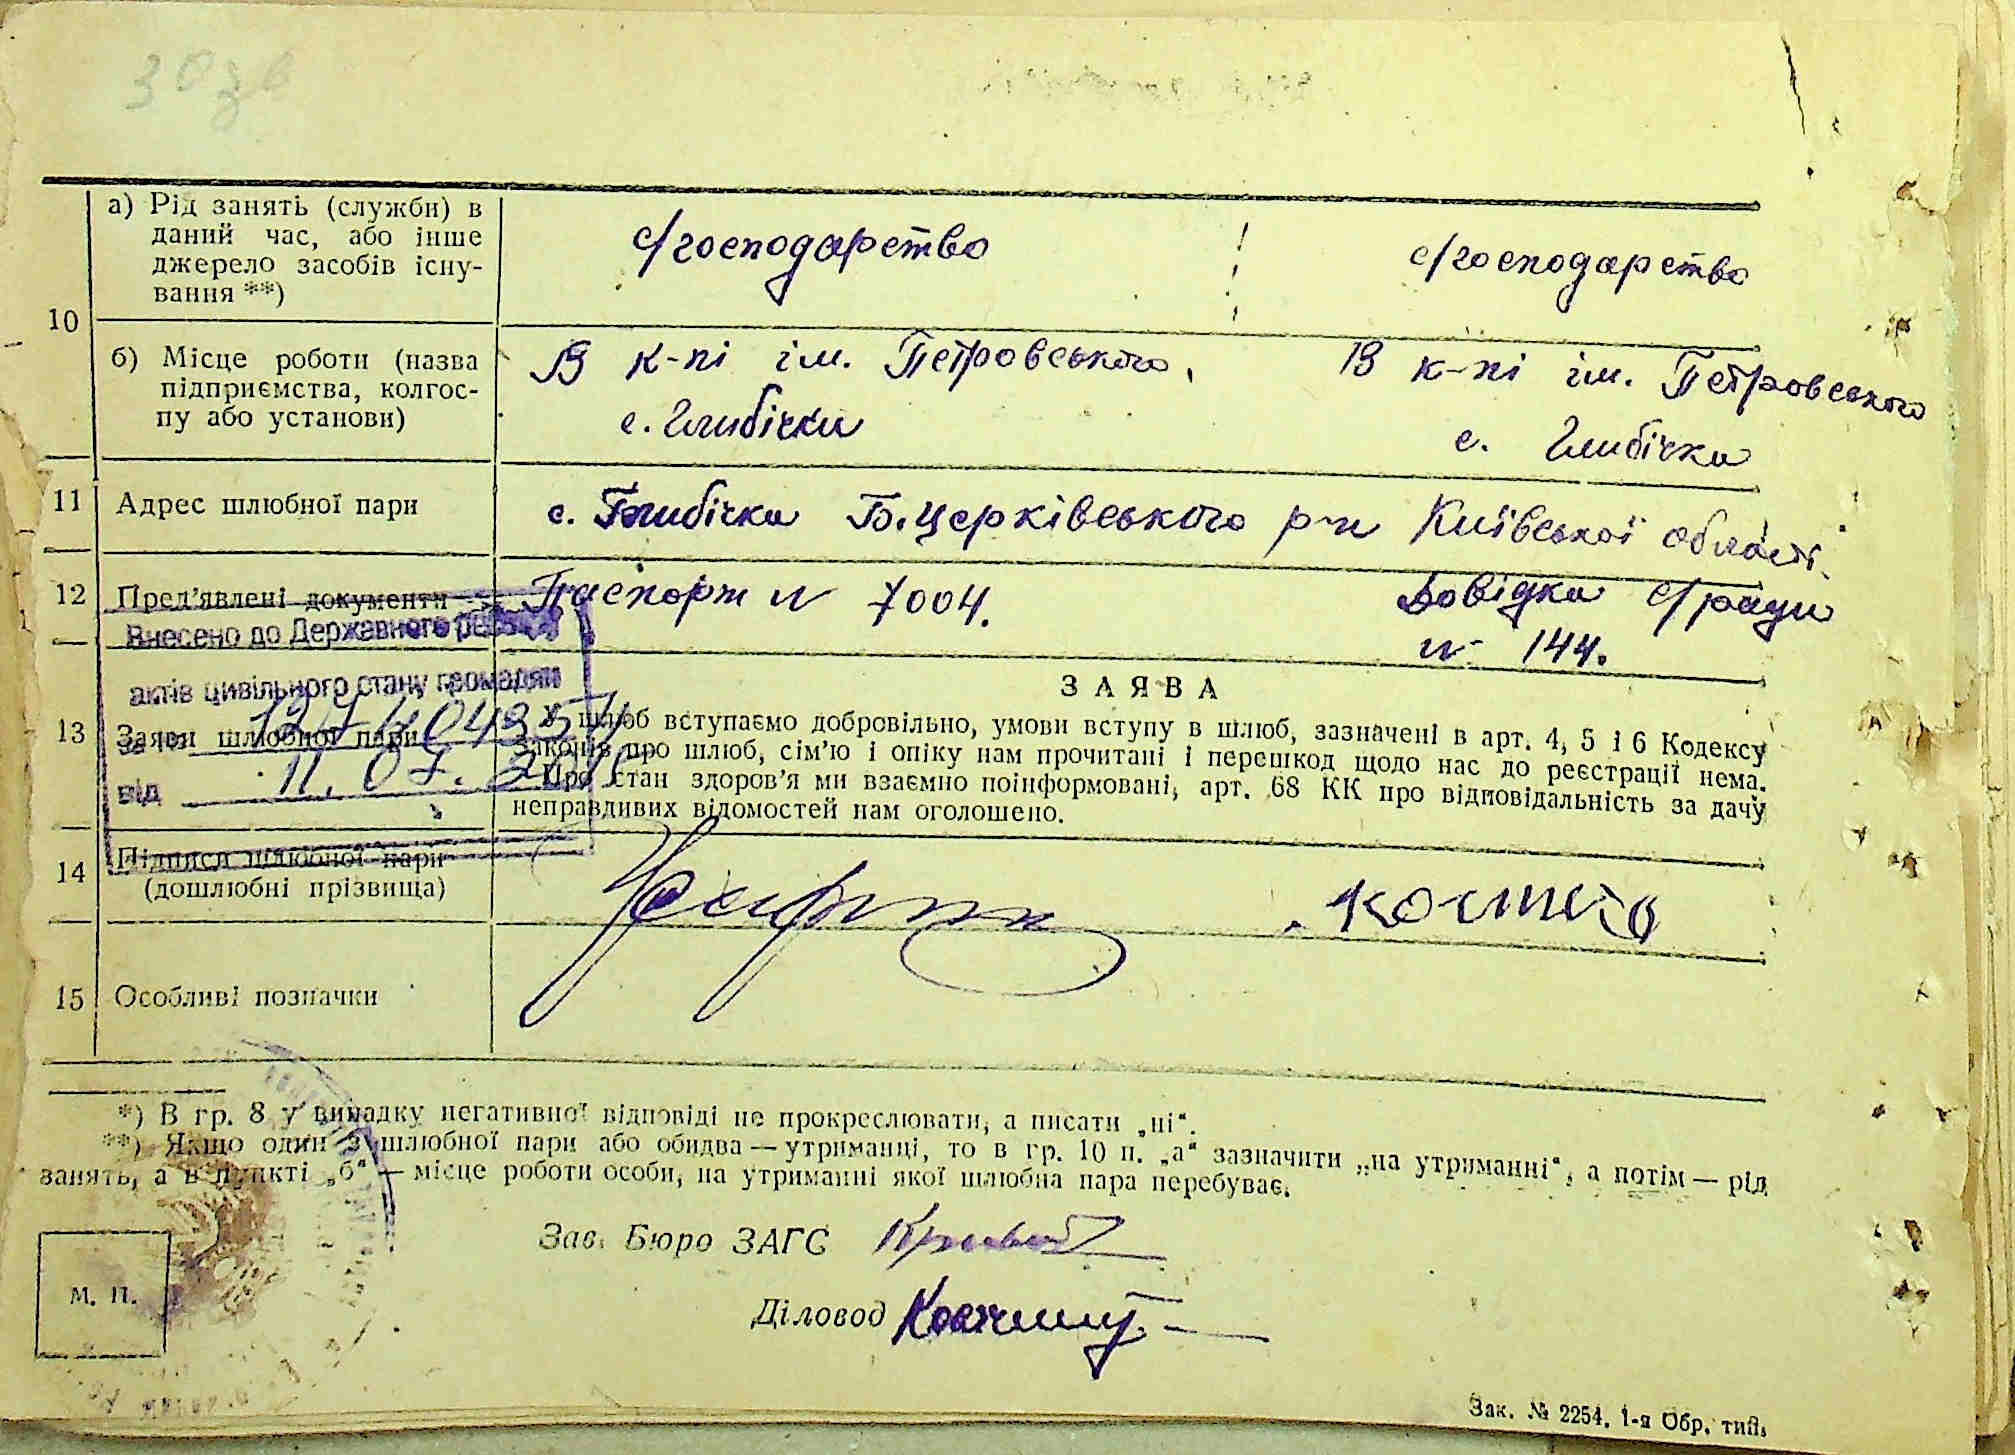 10
а) Рід занять (служби) в
даний час, або інше
джерело засобів існу-
вання **)
с/господарство
с/господарство
б) Місце роботи (назва
підприємства, колгос-
пу або установи)
В к-пі ім. Петровського,
с. Глибічки
В к-пі ім. Петровського
с. Глибічки
11 Адрес шлюбної пари
с. Глибічки Б.Церківського р-н Київської області.
12 Пред’явлені документи
Паспорт № 7004.
Довідка с/ради
№ 144.
Внесено до Державного
актів цивільного стану громадян
від 11.07.
13 Заяви шлюбної пари
ЗАЯВА
У шлюб вступаємо добровільно, умови вступу в шлюб, зазначені в арт. 4, 5 і 6 Кодексу
Законів про шлюб, сім’ю і опіку нам прочитані і перешкод щодо нас до реєстрації нема.
Про стан здоров’я ми взаємно поінформовані, арт. 68 КК про відповідальність за дачу
неправдивих відомостей нам оголошено.
14 Підписи шлюбної пари
(дошлюбні прізвища)
15 Особливі позначки
*) В гр. 8 у випадку негативної відповіді не прокреслювати, а писати „ні“.
**) Якщо один з шлюбної пари або обидва — утриманці, то в гр. 10 п. „а“ зазначити „на утриманні“, а потім — рід
занять, а в пункті „б“ — місце роботи особи, на утриманні якої шлюбна пара перебуває.
Зав. Бюро ЗАГС
Діловод
М. П.
Зак. № 2254. 1-я Обр. тип.